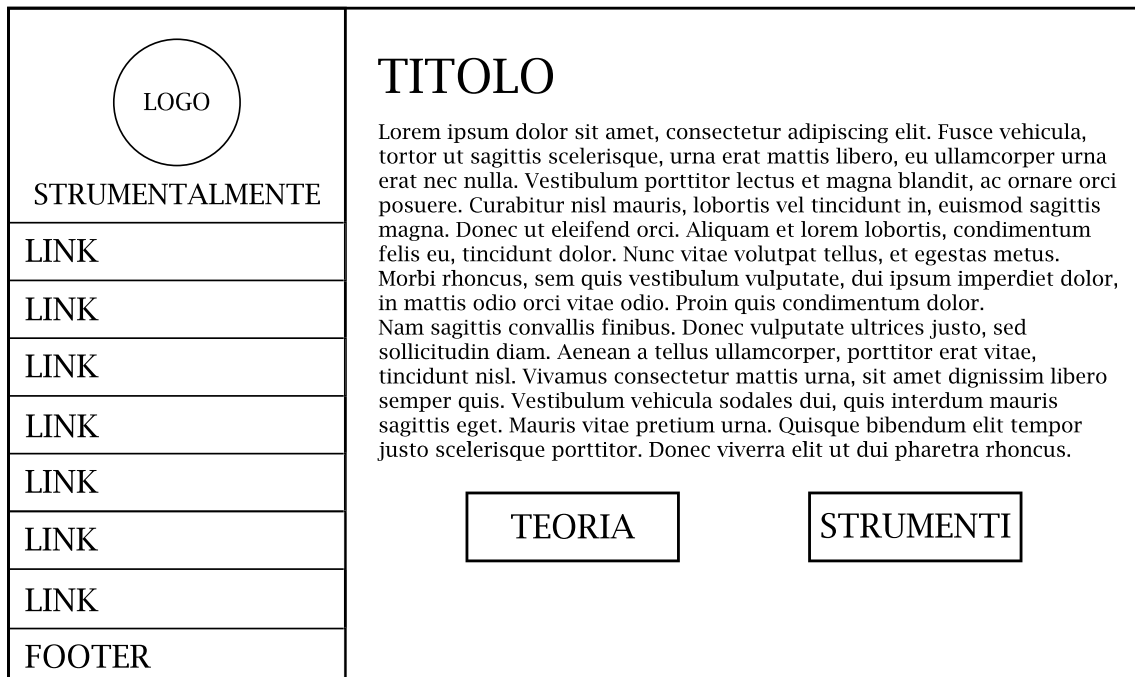 LOGO
STRUMENTALMENTE
LINK
LINK
LINK
LINK
LINK
LINK
LINK
FOOTER
TITOLO
Lorem ipsum dolor sit amet, consectetur adipiscing elit. Fusce vehicula,
tortor ut sagittis scelerisque, urna erat mattis libero, eu ullamcorper urna
erat nec nulla. Vestibulum porttitor lectus et magna blandit, ac ornare orci
posuere. Curabitur nisl mauris, lobortis vel tincidunt in, euismod sagittis
magna. Donec ut eleifend orci. Aliquam et lorem lobortis, condimentum
felis eu, tincidunt dolor. Nunc vitae volutpat tellus, et egestas metus.
Morbi rhoncus, sem quis vestibulum vulputate, dui ipsum imperdiet dolor,
in mattis odio orci vitae odio. Proin quis condimentum dolor.
Nam sagittis convallis finibus. Donec vulputate ultrices justo, sed
sollicitudin diam. Aenean a tellus ullamcorper, porttitor erat vitae,
tincidunt nisl. Vivamus consectetur mattis urna, sit amet dignissim libero
semper quis. Vestibulum vehicula sodales dui, quis interdum mauris
sagittis eget. Mauris vitae pretium urna. Quisque bibendum elit tempor
justo scelerisque porttitor. Donec viverra elit ut dui pharetra rhoncus.
TEORIA
STRUMENTI